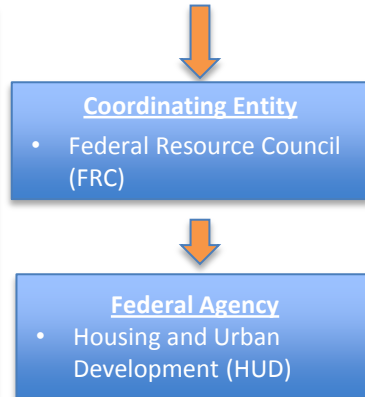 Coordinating Entity
• Federal Resource Council
(FRC)
Federal Agency
• Housing and Urban
Development (HUD)